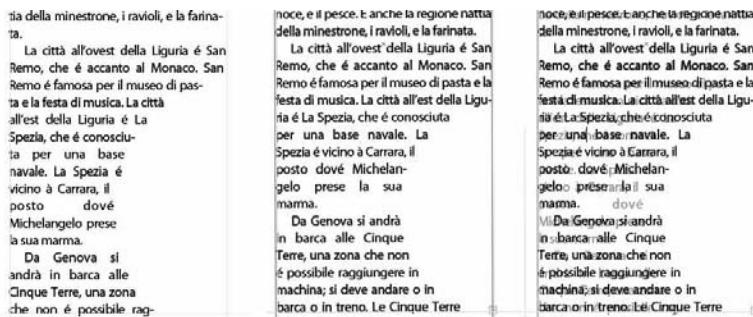 tia della minestrone, i ravioli, e la farina-
ta.
La città all'ovest della Liguria é San
Remo, che é accanto al Monaco. San
Remo é famosa per il museo di pas-
ta e la festa di musica. La città
all'est della Liguria é La
Spezia, che é conosciu-
ta per una base
navale. La Spezia é
vicino à Carrara, il
posto dové
Michelangelo prese
la sua marma.
Da Genova si
andrà in barca alle
Cinque Terre, una zona
che non é possibile rag-
noce, e il pesce. E anche la regione nattia
della minestrone, i ravioli, e la farinata.
La città all'ovest della Liguria é San
Remo, che é accanto al Monaco. San
Remo é famosa per il museo di pasta e la
festa di musica. La città all'est della Ligu-
ria é La Spezia, che é conosciuta
per una base navale. La
Spezia é vicino à Carrara, il
posto dové Michelan-
gelo prese la sua
marma.
Da Genova si andrà
in barca alle Cinque
Terre, una zona che non
é possibile raggiungere in
machina; si deve andare o in
barca o in treno. Le Cinque Terre
della minestrone, i ravioli, e la farinata.
La città all'ovest della Liguria é San
Remo, che é accanto al Monaco. San
Remo é famosa per il museo di pasta e la
festa di musica. La città all'est della Ligu-
ria é La Spezia, che é conosciuta
per una base navale. La
Spezia é vicino à Carrara, il
posto dové Michelan-
gelo prese la sua
marma. dové
Da Genova si andrà
in barca alle Cinque
Terre, una zona che non
é possibile raggiungere in
machina; si deve andare o in
barca o in treno. Le Cinque Terre